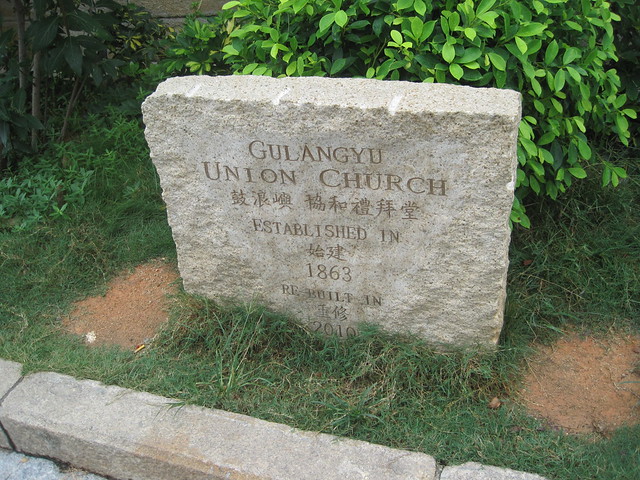 GULANGYU
UNION CHURCH
鼓浪嶼 協和禮拜堂
ESTABLISHED IN
始建
1863
RE-BUILT IN
重修
2010